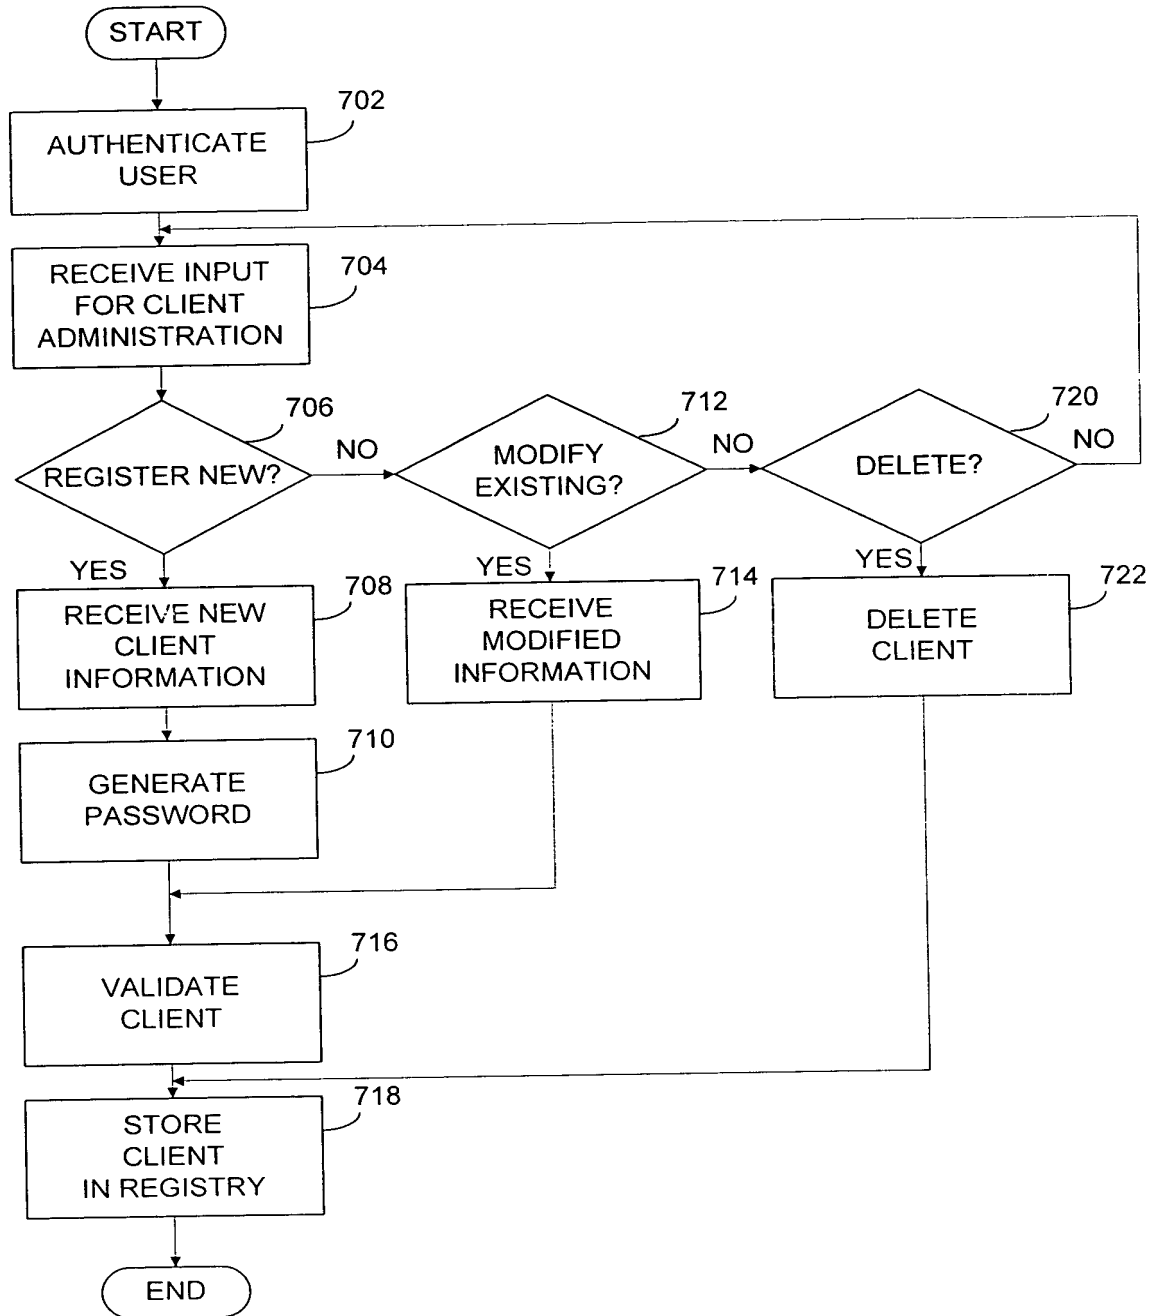 START
702
AUTHENTICATE
USER
704
RECEIVE INPUT
FOR CLIENT
ADMINISTRATION
706
REGISTER NEW?
NO
712
MODIFY
EXISTING?
NO
720
DELETE?
NO
YES
708
RECEIVE NEW
CLIENT
INFORMATION
YES
714
RECEIVE
MODIFIED
INFORMATION
YES
722
DELETE
CLIENT
710
GENERATE
PASSWORD
716
VALIDATE
CLIENT
718
STORE
CLIENT
IN REGISTRY
END